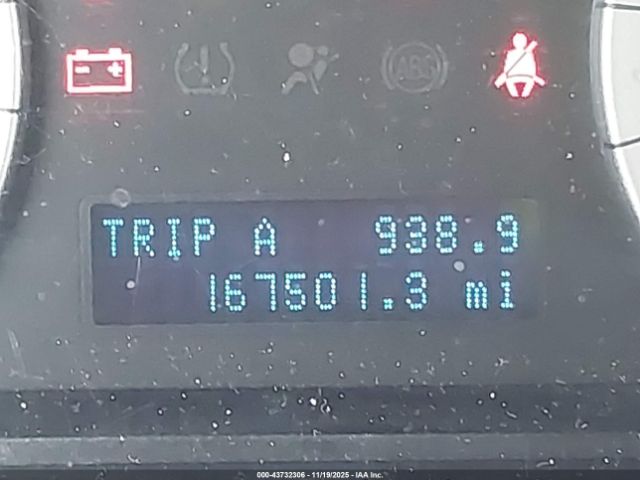 ABS
TRIP A 938.9
167501.3 mi
000-43732306 - 11/19/2025 - IAA Inc.